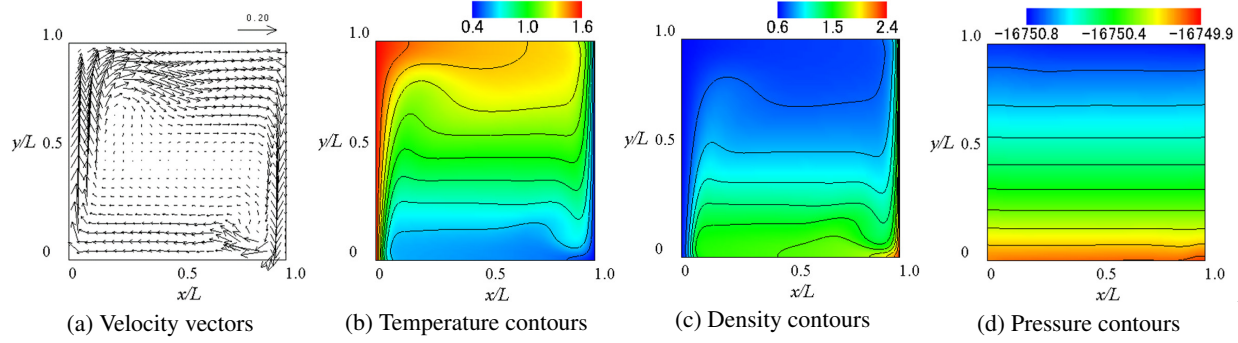 0.20
1.0
y/L 0.5
0
0.5
1.0
x/L
(a) Velocity vectors
0.4 1.0 1.6
1.0
y/L 0.5
0
0
0.5
1.0
x/L
(b) Temperature contours
0.6 1.5 2.4
1.0
y/L 0.5
0
0
0.5
1.0
x/L
(c) Density contours
−16750.8 −16750.4 −16749.9
1.0
y/L 0.5
0
0
0.5
1.0
x/L
(d) Pressure contours